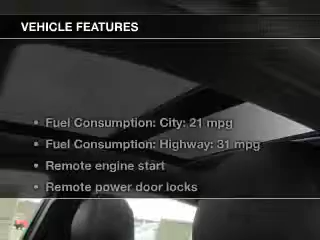 VEHICLE FEATURES
• Fuel Consumption: City: 21 mpg
• Fuel Consumption: Highway: 31 mpg
• Remote engine start
• Remote power door locks